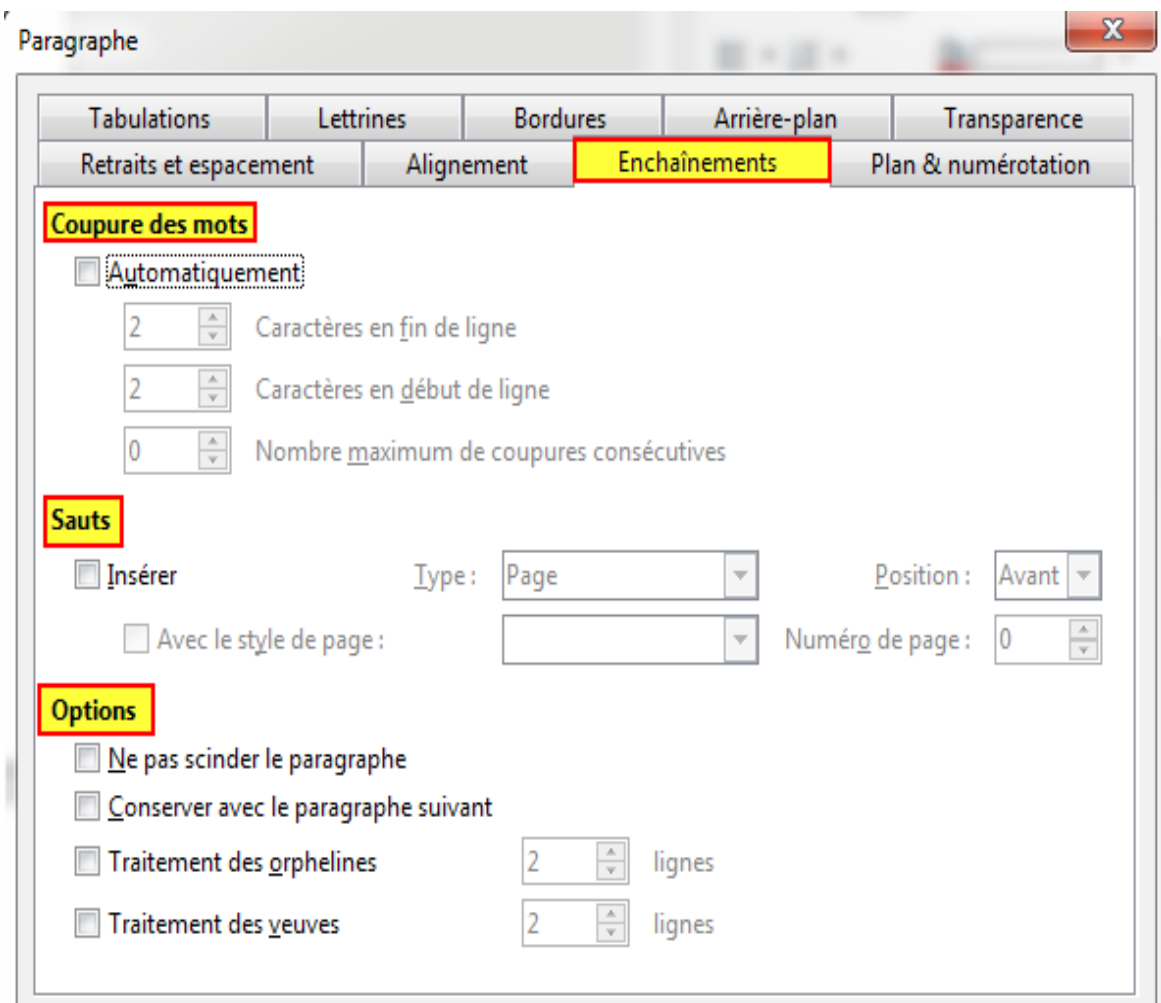 Paragraphe
Tabulations Lettrines Bordures Arrière-plan Transparence
Retraits et espacement Alignement Enchaînements Plan & numérotation
Coupure des mots
Automatiquement
2 Caractères en fin de ligne
2 Caractères en début de ligne
0 Nombre maximum de coupures consécutives
Sauts
Insérer Type : Page Position : Avant
Avec le style de page : Numéro de page : 0
Options
Ne pas scinder le paragraphe
Conserver avec le paragraphe suivant
Traitement des orphelines 2 lignes
Traitement des veuves 2 lignes